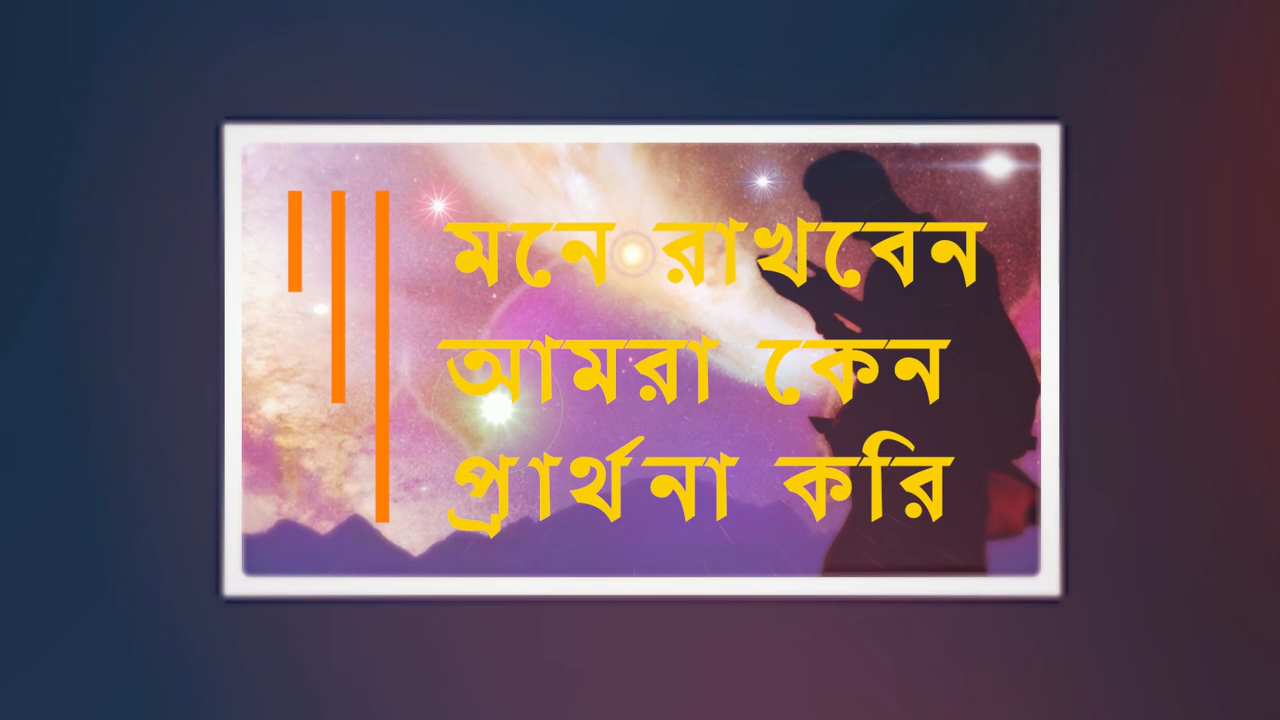 মনে রাখবেন
আমরা কেন
প্রার্থনা করি